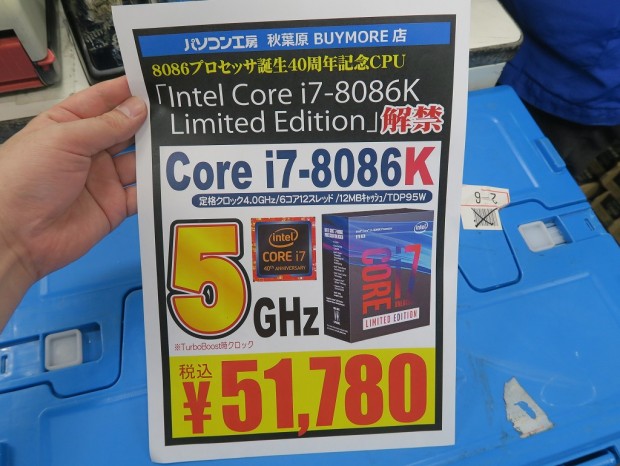 パソコン工房 秋葉原 BUYMORE店
8086プロセッサ誕生40周年記念CPU
「Intel Core i7-8086K
Limited Edition」解禁
Core i7-8086K
定格クロック4.0GHz/6コア12スレッド/12MBキャッシュ/TDP95W
5
GHz
※TurboBoost時クロック
intel
CORE i7
40TH ANNIVERSARY
intel
CORE
i7
LIMITED EDITION
税込
¥51,780